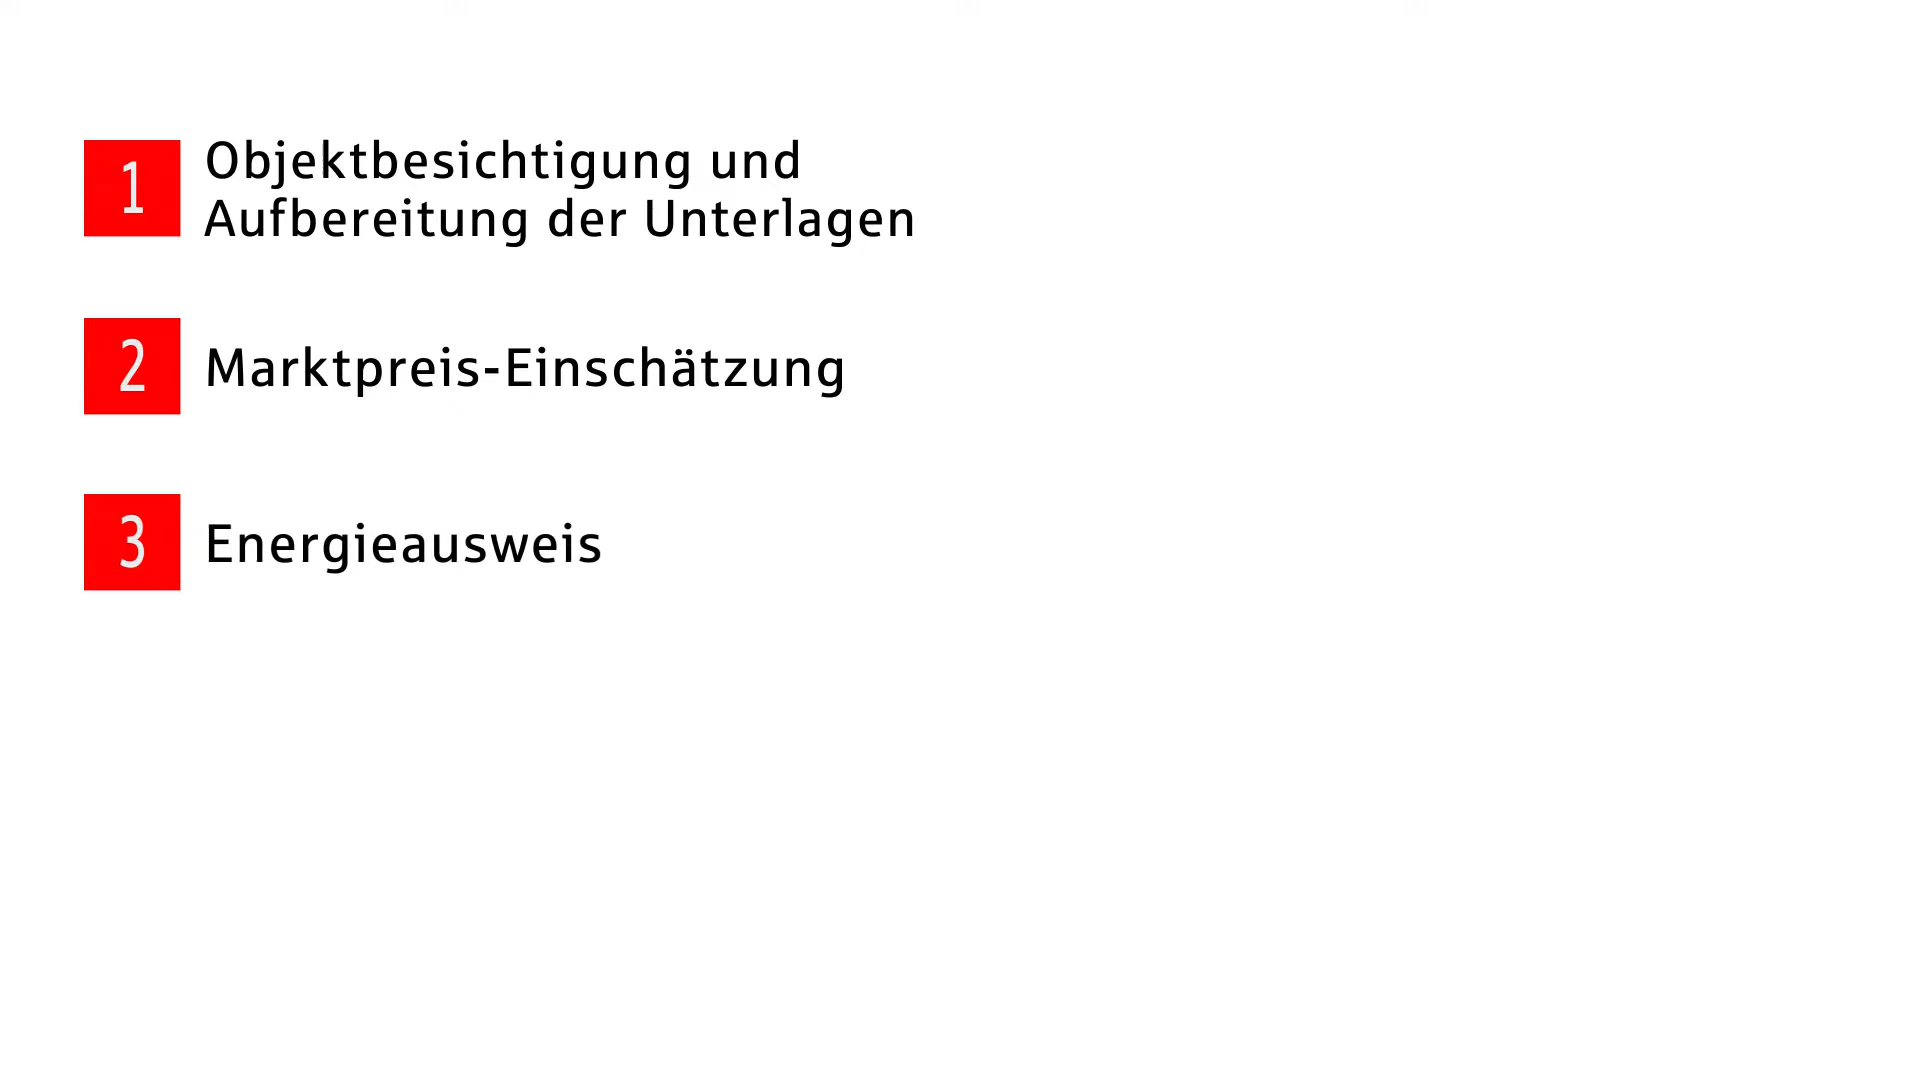 1
Objektbesichtigung und
Aufbereitung der Unterlagen
2
Marktpreis-Einschätzung
3
Energieausweis